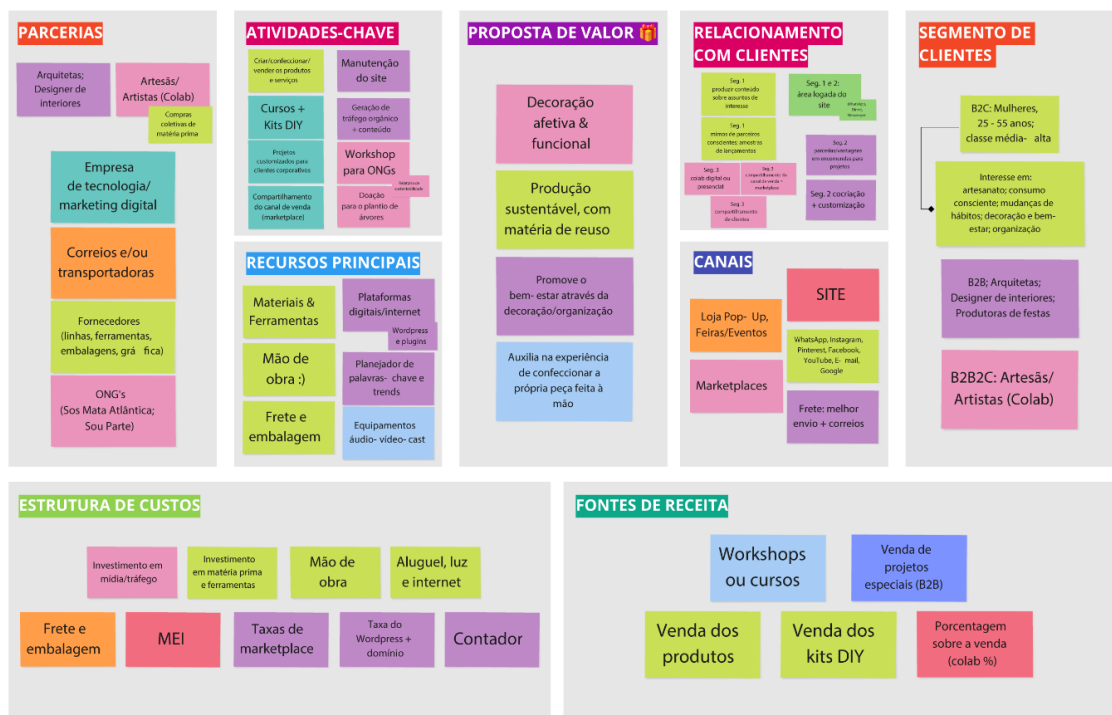 PARCERIAS
Arquitetas;
Designer de
interiores
Artesãs/
Artistas (Colab)
Compras
coletivas de
matéria prima
Empresa
de tecnologia/
marketing digital
Correios e/ou
transportadoras
Fornecedores
(linhas, ferramentas,
embalagens, grá fica)
ONG's
(Sos Mata Atlântica;
Sou Parte)
ATIVIDADES-CHAVE
Criar/confeccionar/
vender os produtos
e serviços
Manutenção
do site
Cursos +
Kits DIY
Geração de
tráfego orgânico
+ conteúdo
Projetos
customizados para
clientes corporativos
Workshop
para ONGs
Compartilhamento
do canal de venda
(marketplace)
Doação
para o plantio de
árvores
RECURSOS PRINCIPAIS
Materiais &
Ferramentas
Plataformas
digitais/internet
Wordpress
e plugins
Mão de
obra :)
Planejador de
palavras- chave e
trends
Frete e
embalagem
Equipamentos
áudio- vídeo- cast
PROPOSTA DE VALOR 🎁
Decoração
afetiva &
funcional
Produção
sustentável, com
matéria de reuso
Promove o
bem- estar através da
decoração/organização
Auxilia na experiência
de confeccionar a
própria peça feita à
mão
RELACIONAMENTO
COM CLIENTES
Seg. 1
produzir conteúdo
sobre assuntos de
interesse
Seg. 1 e 2:
área logada do
site
Seg. 1
mimos de parceiros
conscientes: amostras
de lançamentos
Seg. 2
parcerias/vantagens
em encomendas para
projetos
Seg. 3
colab digital ou
presencial
Seg. 3
compartilhamento do
canal de venda -
marketplace
Seg. 2 cocriação
+ customização
Seg. 3
compartilhamento
de clientes
CANAIS
Loja Pop- Up,
Feiras/Eventos
SITE
WhatsApp, Instagram,
Pinterest, Facebook,
YouTube, E- mail,
Google
Marketplaces
Frete: melhor
envio + correios
SEGMENTO DE
CLIENTES
B2C: Mulheres,
25 - 55 anos;
classe média- alta
Interesse em:
artesanato; consumo
consciente; mudanças de
hábitos; decoração e bem-
estar; organização
B2B; Arquitetas;
Designer de interiores;
Produtoras de festas
B2B2C: Artesãs/
Artistas (Colab)
ESTRUTURA DE CUSTOS
Investimento em
mídia/tráfego
Investimento
em matéria prima
e ferramentas
Mão de
obra
Aluguel, luz
e internet
Frete e
embalagem
MEI
Taxas de
marketplace
Taxa do
Wordpress +
domínio
Contador
FONTES DE RECEITA
Workshops
ou cursos
Venda de
projetos
especiais (B2B)
Venda dos
produtos
Venda dos
kits DIY
Porcentagem
sobre a venda
(colab %)